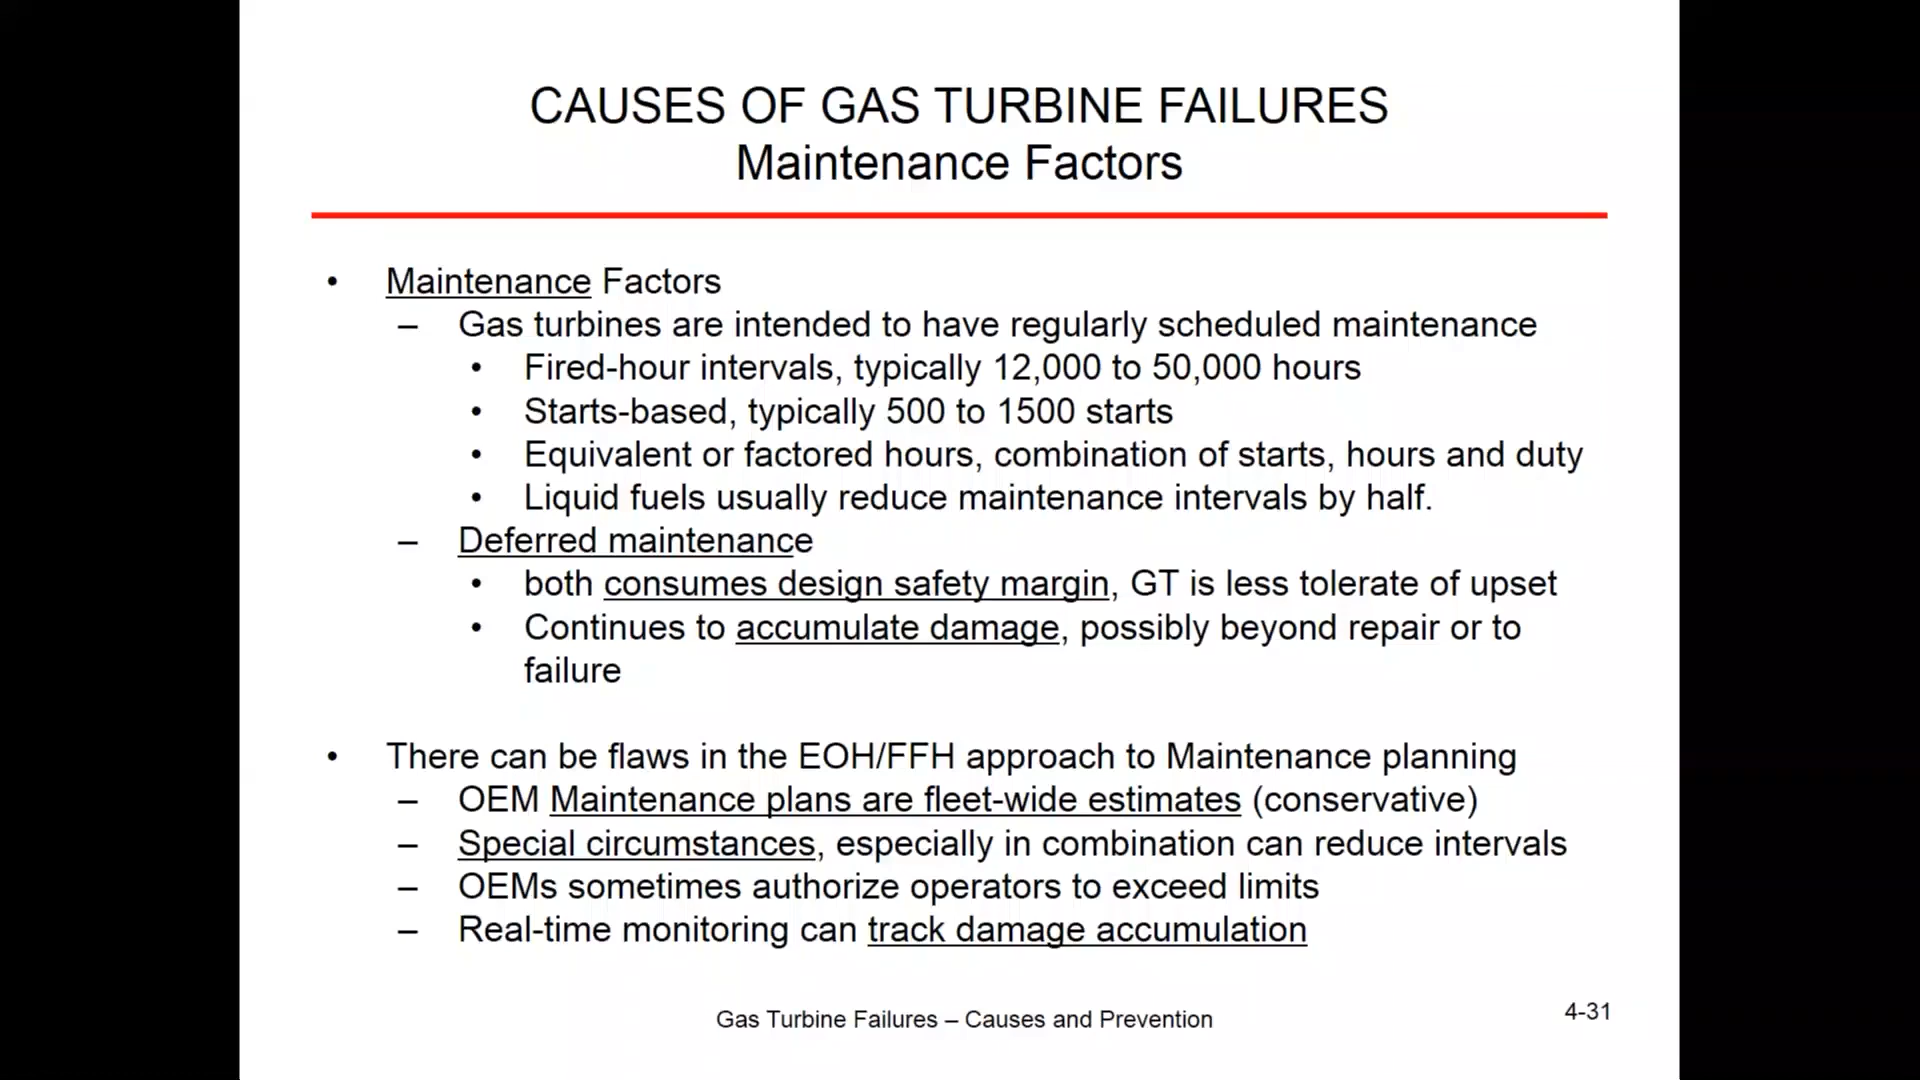 CAUSES OF GAS TURBINE FAILURES
Maintenance Factors
• Maintenance Factors
– Gas turbines are intended to have regularly scheduled maintenance
• Fired-hour intervals, typically 12,000 to 50,000 hours
• Starts-based, typically 500 to 1500 starts
• Equivalent or factored hours, combination of starts, hours and duty
• Liquid fuels usually reduce maintenance intervals by half.
– Deferred maintenance
• both consumes design safety margin, GT is less tolerate of upset
• Continues to accumulate damage, possibly beyond repair or to
failure
• There can be flaws in the EOH/FFH approach to Maintenance planning
– OEM Maintenance plans are fleet-wide estimates (conservative)
– Special circumstances, especially in combination can reduce intervals
– OEMs sometimes authorize operators to exceed limits
– Real-time monitoring can track damage accumulation
Gas Turbine Failures – Causes and Prevention
4-31